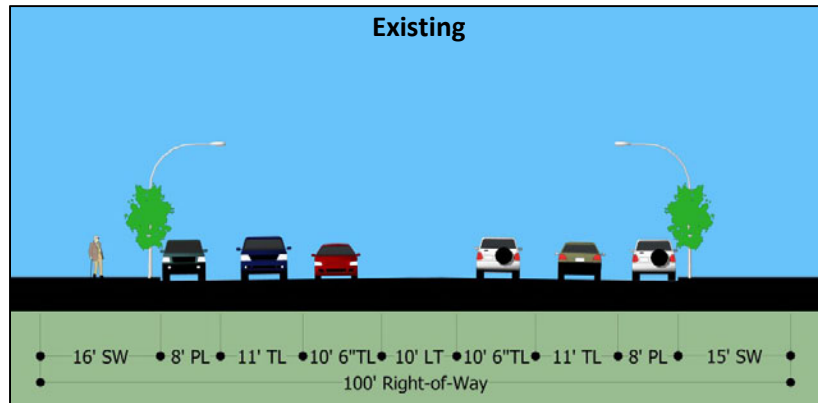 Existing
16' SW 8' PL 11' TL 10' 6"TL 10' LT 10' 6"TL 11' TL 8' PL 15' SW
100' Right-of-Way